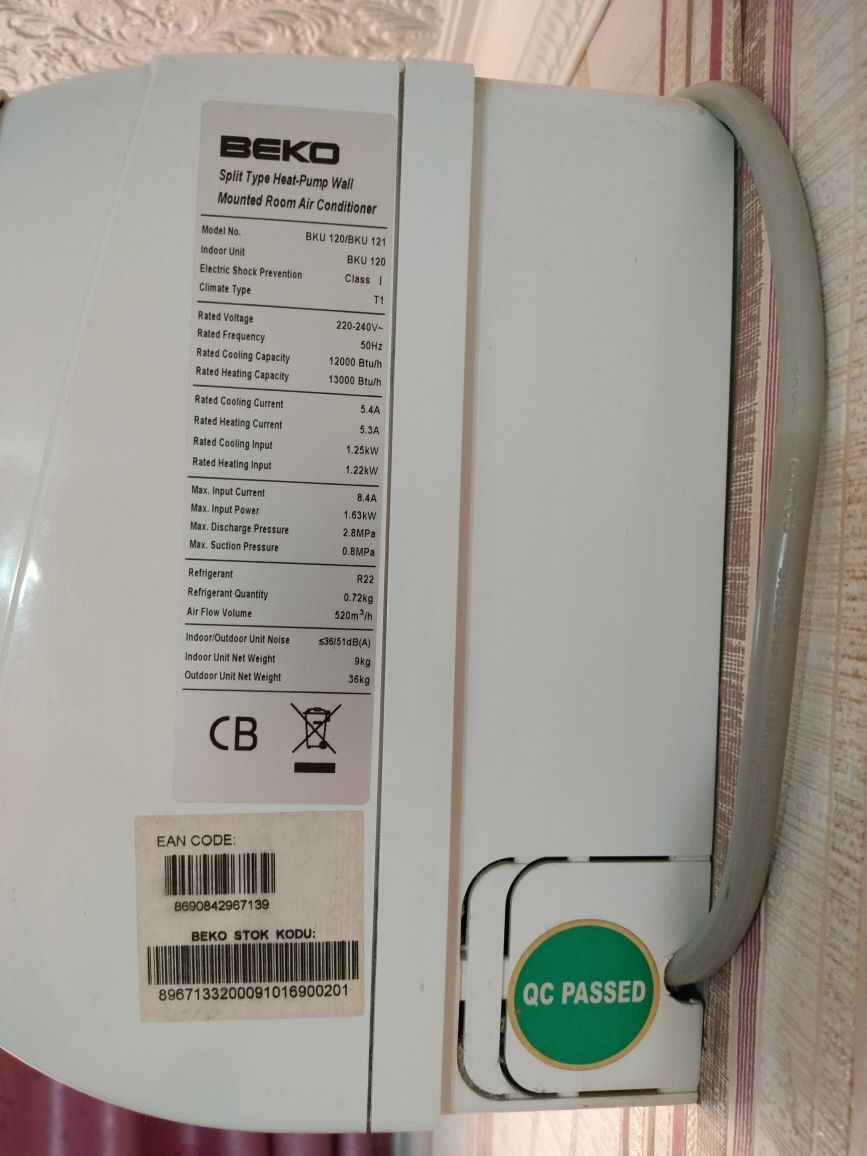 BEKO
Split Type Heat-Pump Wall
Mounted Room Air Conditioner
Model No. BKU 120/BKU 121
Indoor Unit BKU 120
Electric Shock Prevention Class I
Climate Type T1
Rated Voltage 220-240V~
Rated Frequency 50Hz
Rated Cooling Capacity 12000 Btu/h
Rated Heating Capacity 13000 Btu/h
Rated Cooling Current 5.4A
Rated Heating Current 5.3A
Rated Cooling Input 1.25kW
Rated Heating Input 1.22kW
Max. Input Current 8.4A
Max. Input Power 1.63kW
Max. Discharge Pressure 2.8MPa
Max. Suction Pressure 0.8MPa
Refrigerant R22
Refrigerant Quantity 0.72kg
Air Flow Volume 520m³/h
Indoor/Outdoor Unit Noise ≤36/51dB(A)
Indoor Unit Net Weight 9kg
Outdoor Unit Net Weight 36kg
CB
EAN CODE:
8690842967139
BEKO STOK KODU:
8967133200091016900201
QC PASSED